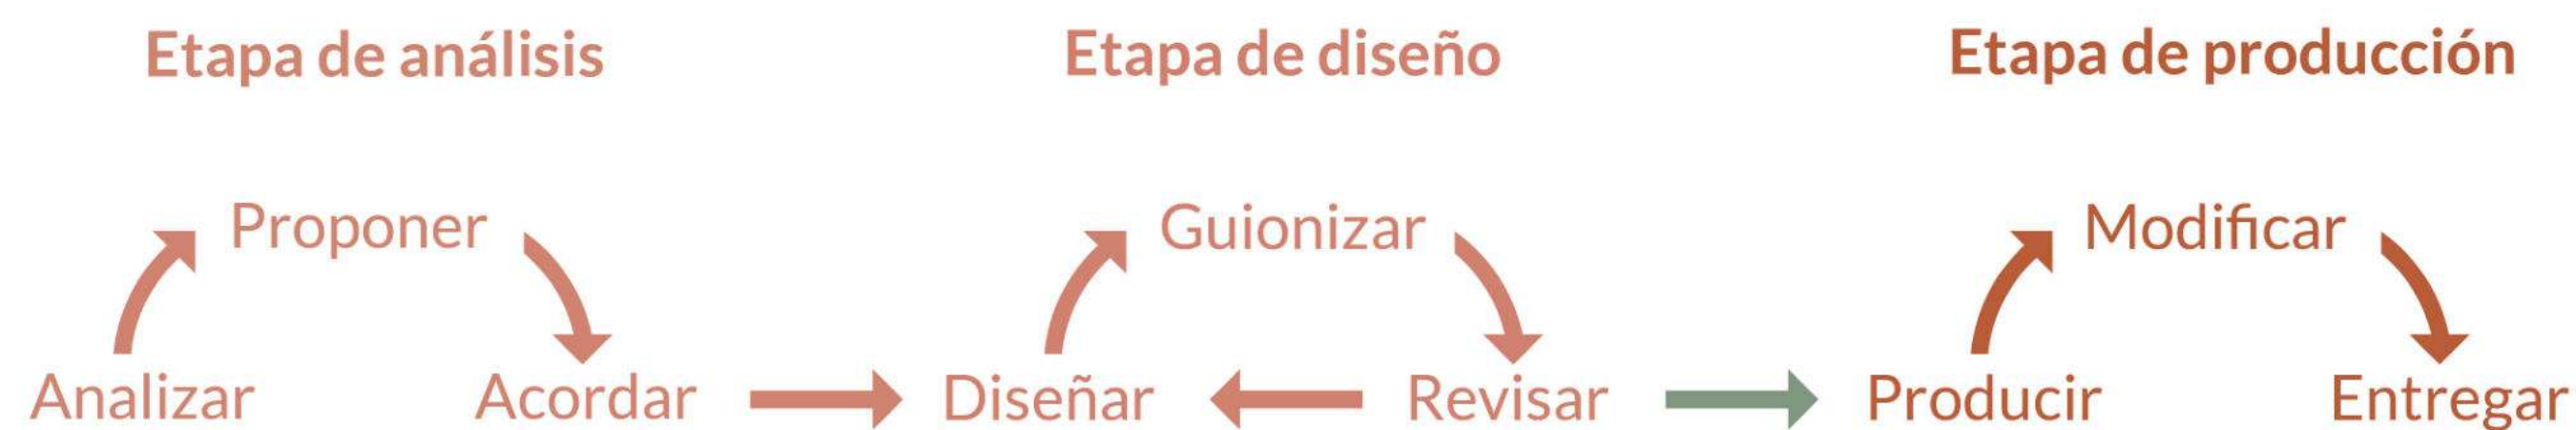 Etapa de análisis
Etapa de diseño
Etapa de producción
Proponer
Guionizar
Modificar
Analizar
Acordar
Diseñar
Revisar
Producir
Entregar